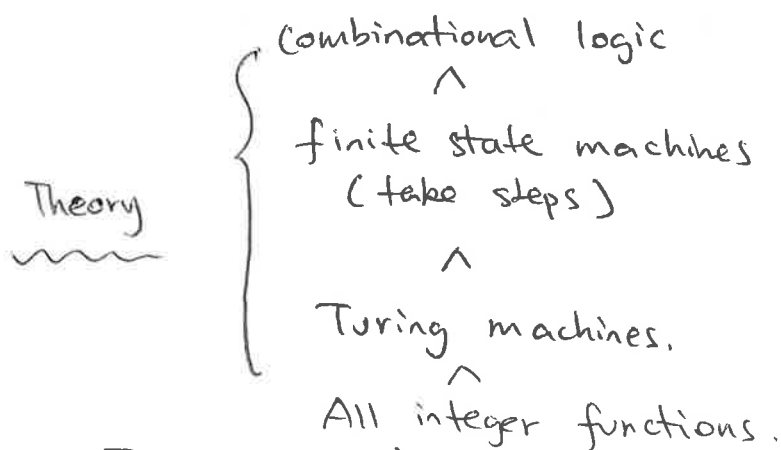 Combinational logic
^
finite state machines
(take steps)
Theory
^
Turing machines.
^
All integer functions.